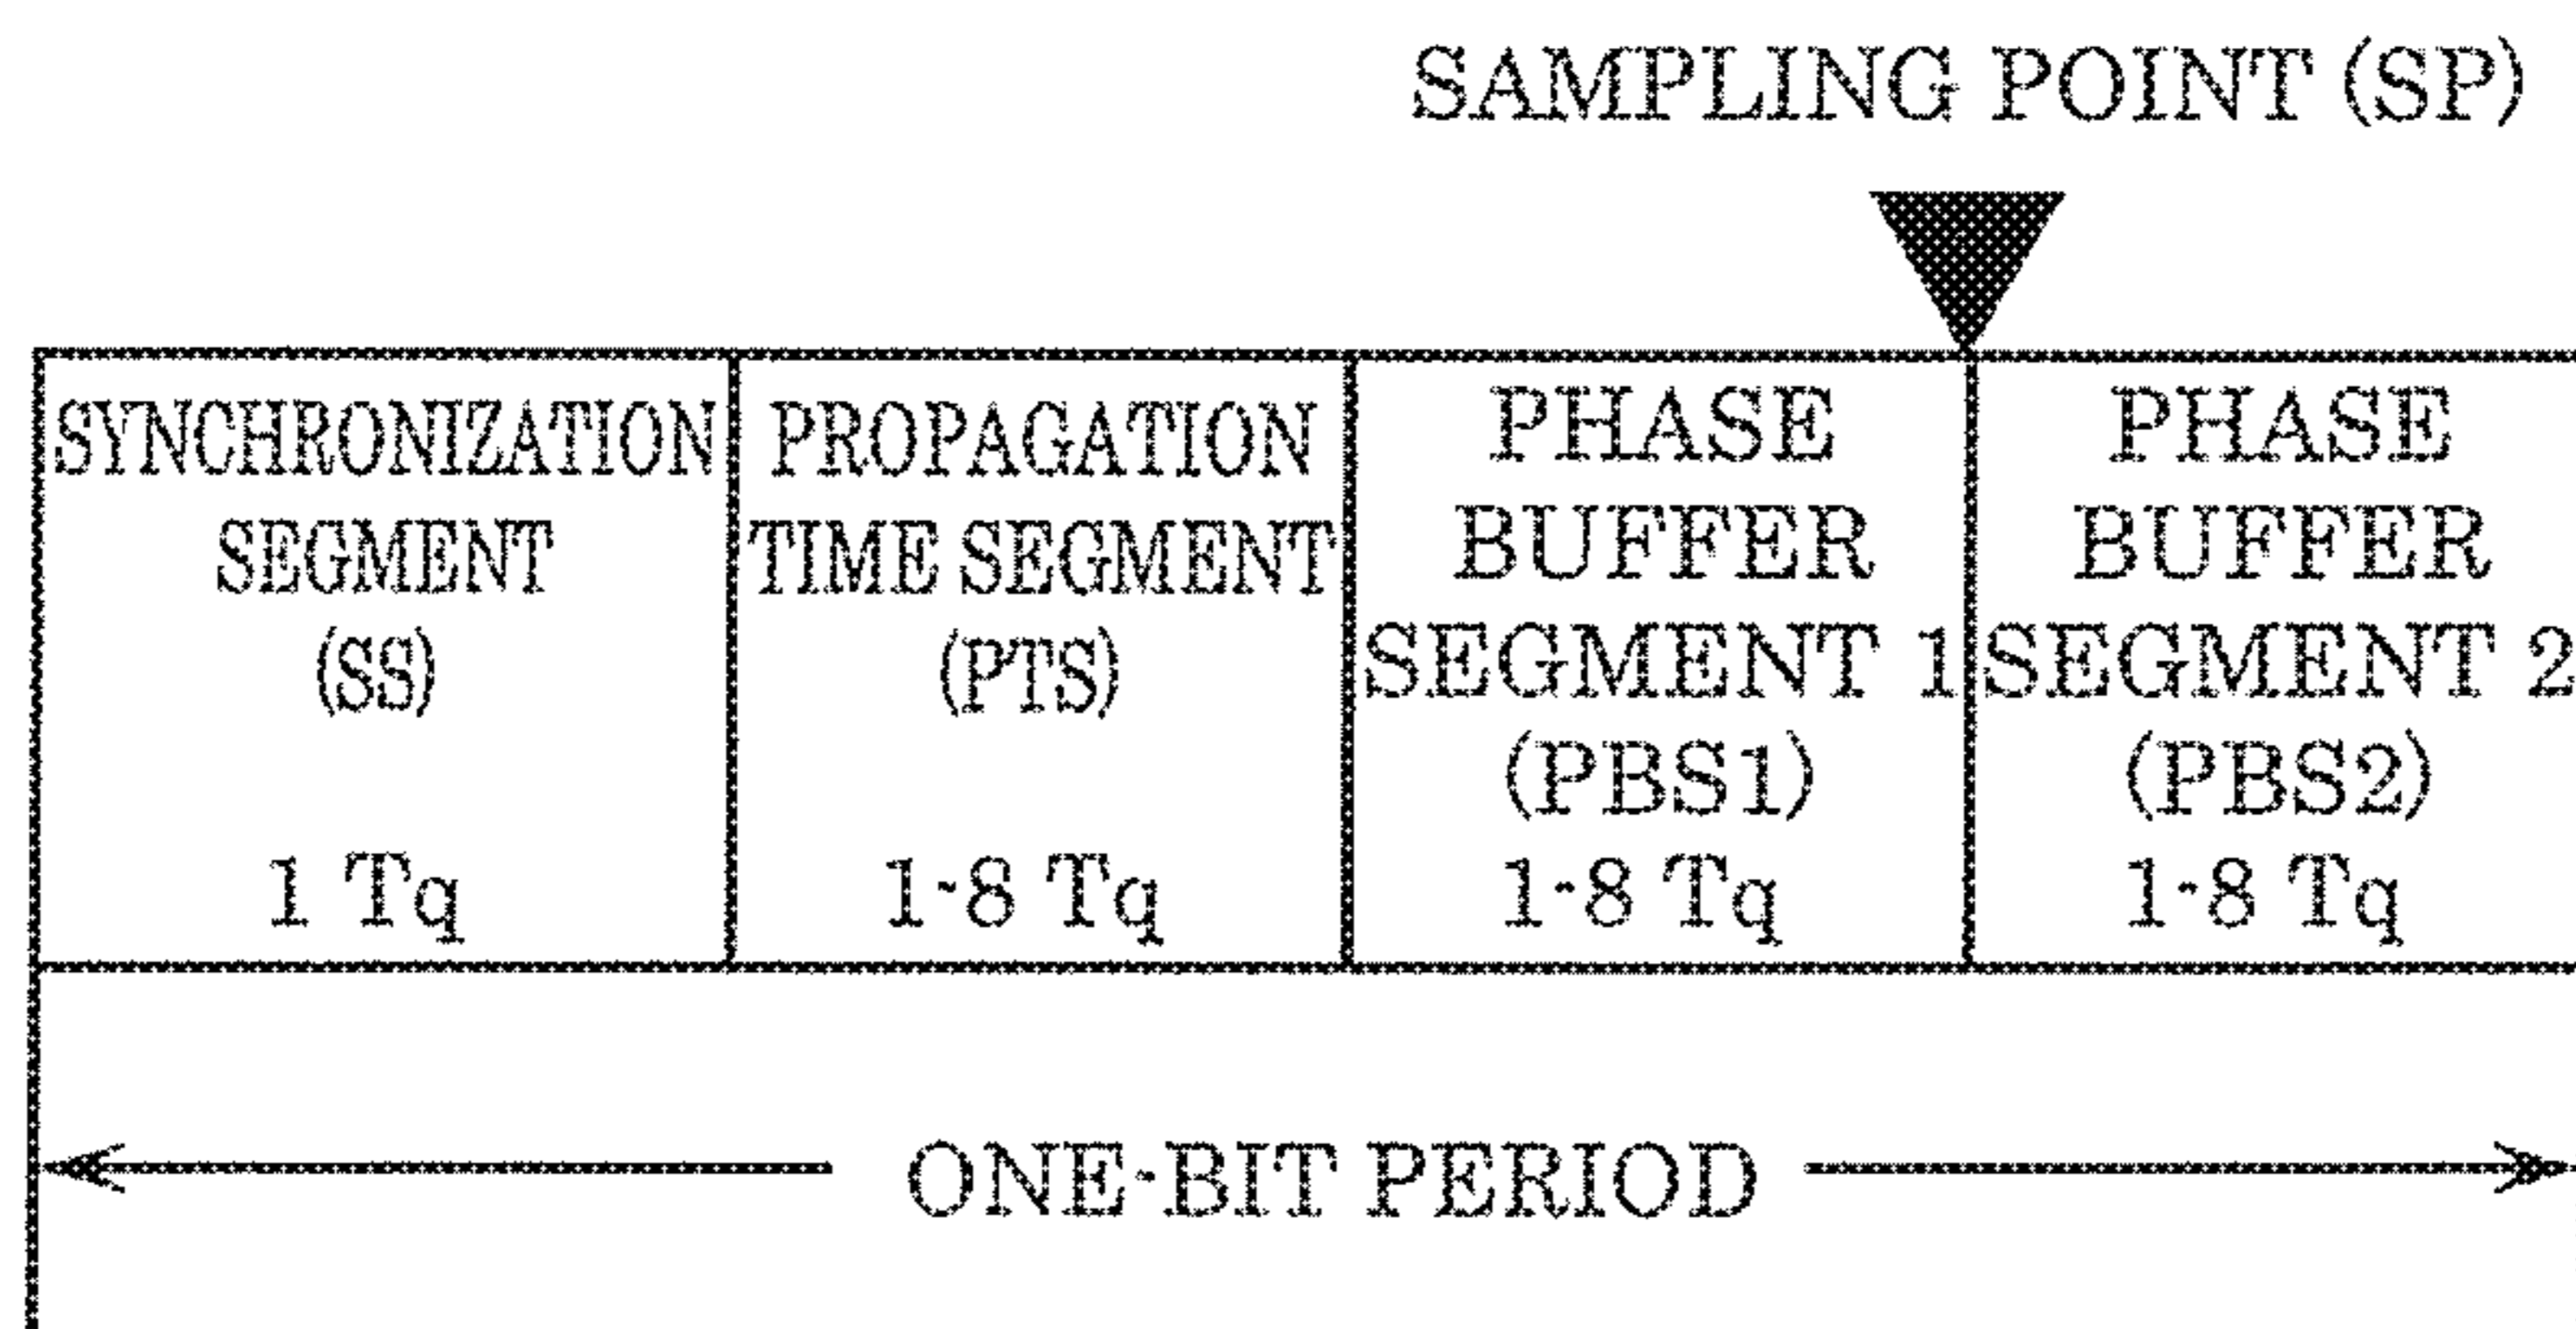 SAMPLING POINT (SP)
SYNCHRONIZATION
SEGMENT
(SS)
1 Tq
PROPAGATION
TIME SEGMENT
(PTS)
1-8 Tq
PHASE
BUFFER
SEGMENT 1
(PBS1)
1-8 Tq
PHASE
BUFFER
SEGMENT 2
(PBS2)
1-8 Tq
ONE-BIT PERIOD